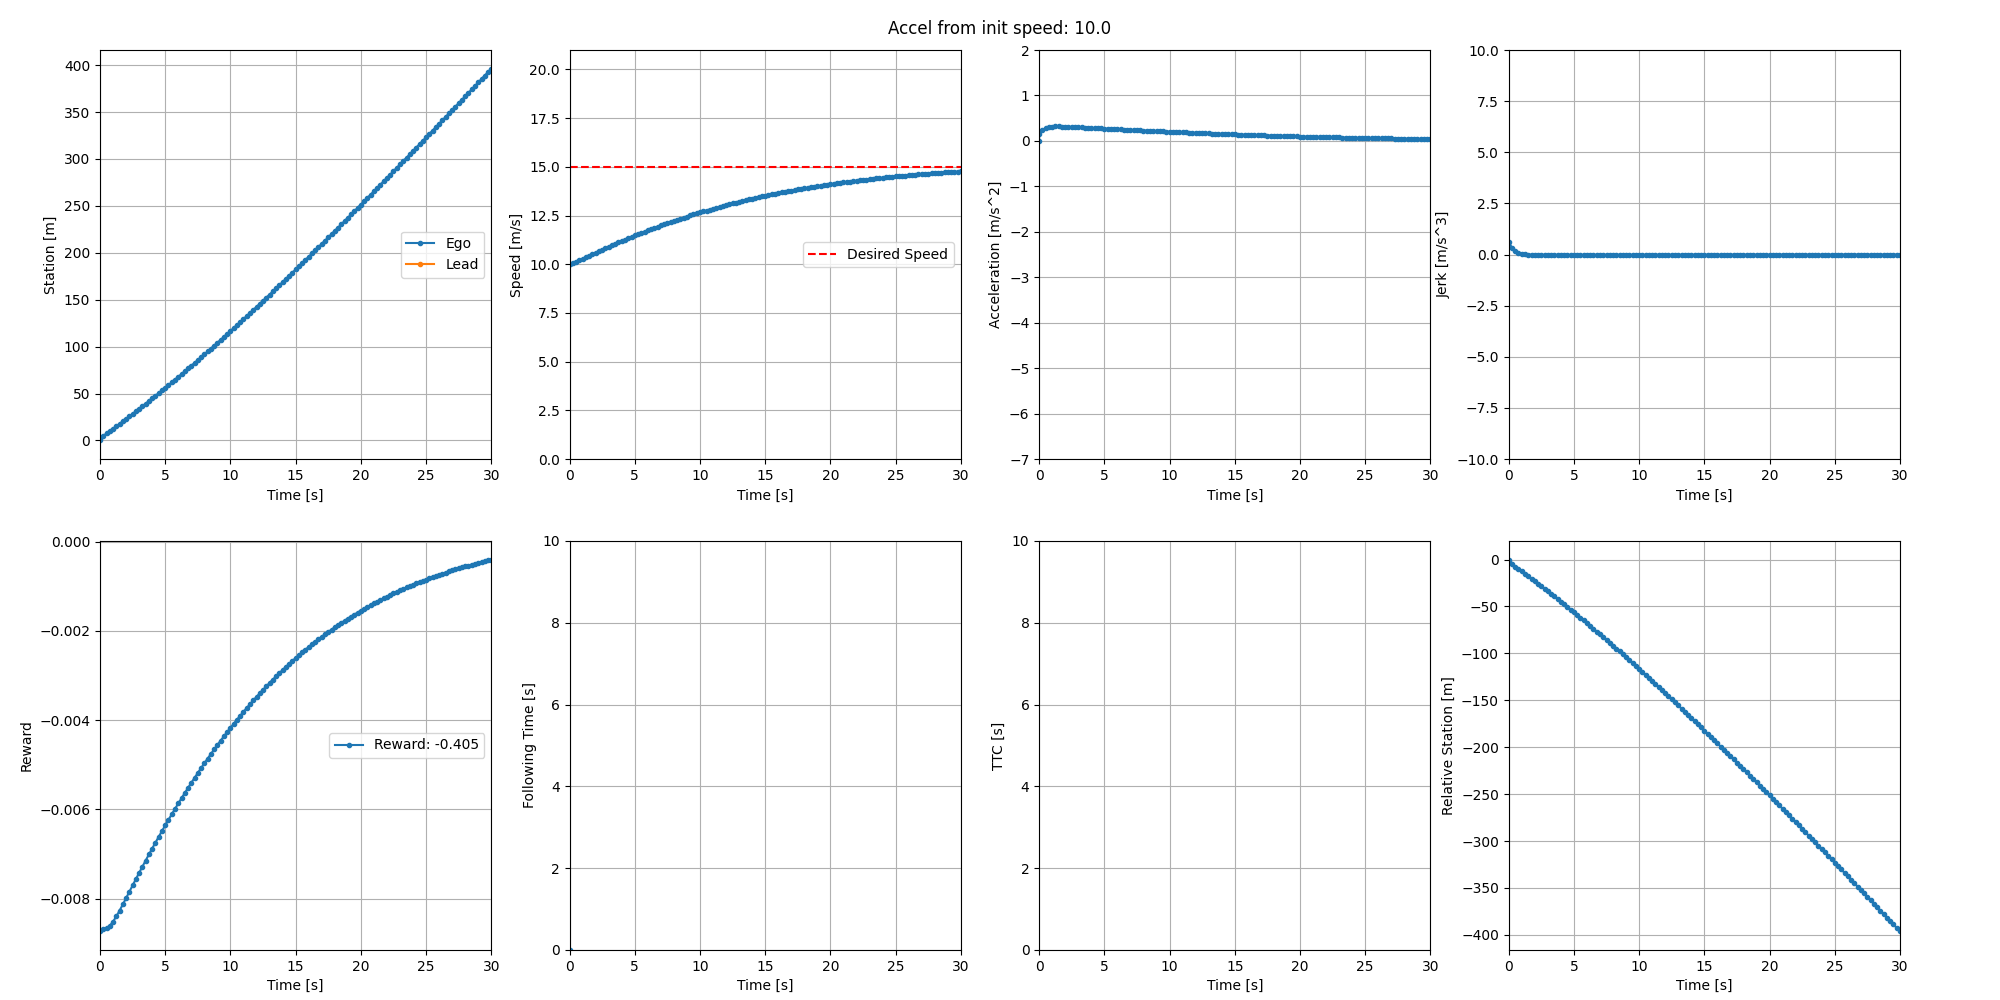 Accel from init speed: 10.0
400
350
300
250
200
150
100
50
0
Station [m]
Ego
Lead
0 5 10 15 20 25 30
Time [s]
20.0
17.5
15.0
12.5
10.0
7.5
5.0
2.5
0.0
Speed [m/s]
Desired Speed
0 5 10 15 20 25 30
Time [s]
2
1
0
−1
−2
−3
−4
−5
−6
−7
Acceleration [m/s^2]
0 5 10 15 20 25 30
Time [s]
10.0
7.5
5.0
2.5
0.0
−2.5
−5.0
−7.5
−10.0
Jerk [m/s^3]
0 5 10 15 20 25 30
Time [s]
0.000
−0.002
−0.004
−0.006
−0.008
Reward
Reward: -0.405
0 5 10 15 20 25 30
Time [s]
10
8
6
4
2
0
Following Time [s]
0 5 10 15 20 25 30
Time [s]
10
8
6
4
2
0
TTC [s]
0 5 10 15 20 25 30
Time [s]
0
−50
−100
−150
−200
−250
−300
−350
−400
Relative Station [m]
0 5 10 15 20 25 30
Time [s]